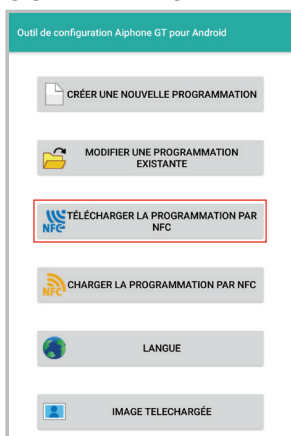 Outil de configuration Aiphone GT pour Android
CRÉER UNE NOUVELLE PROGRAMMATION
MODIFIER UNE PROGRAMMATION
EXISTANTE
TÉLÉCHARGER LA PROGRAMMATION PAR
NFC
NFC
CHARGER LA PROGRAMMATION PAR NFC
NFC
LANGUE
IMAGE TELECHARGÉE